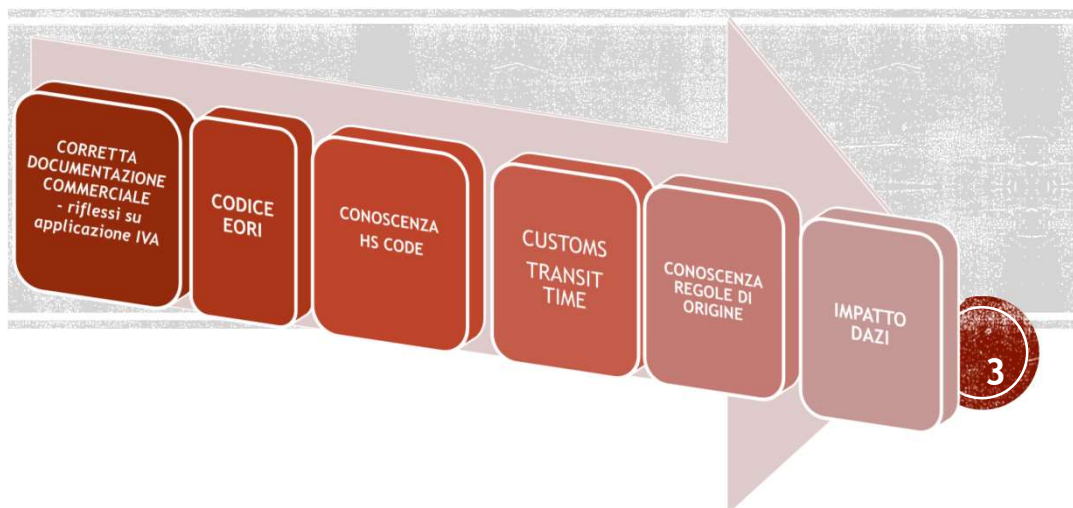 CORRETTA
DOCUMENTAZIONE
COMMERCIALE
- riflessi su
applicazione IVA
CODICE
EORI
CONOSCENZA
HS CODE
CUSTOMS
TRANSIT
TIME
CONOSCENZA
REGOLE DI
ORIGINE
IMPATTO
DAZI
3